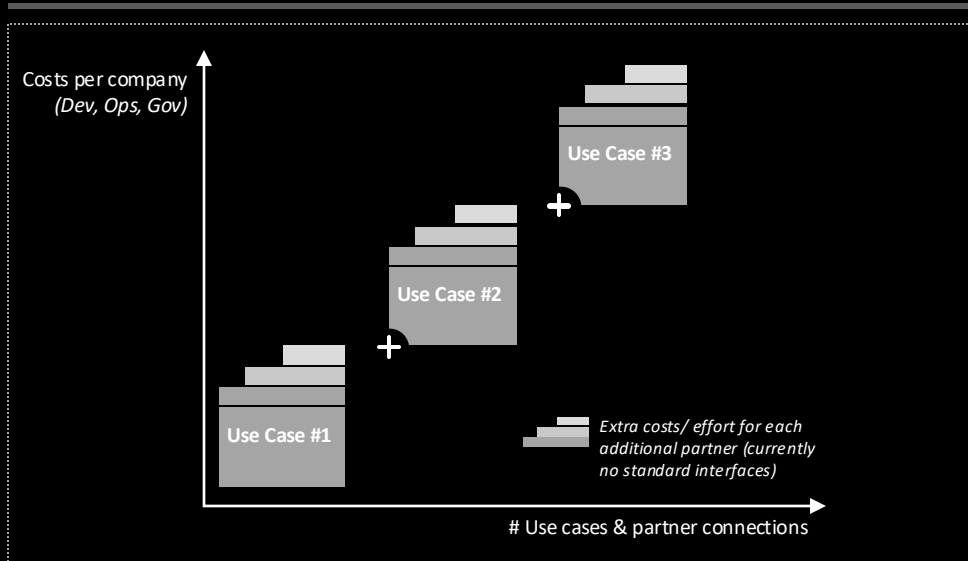 Costs per company
(Dev, Ops, Gov)
Use Case #3
Use Case #2
Use Case #1
Extra costs/ effort for each
additional partner (currently
no standard interfaces)
# Use cases & partner connections